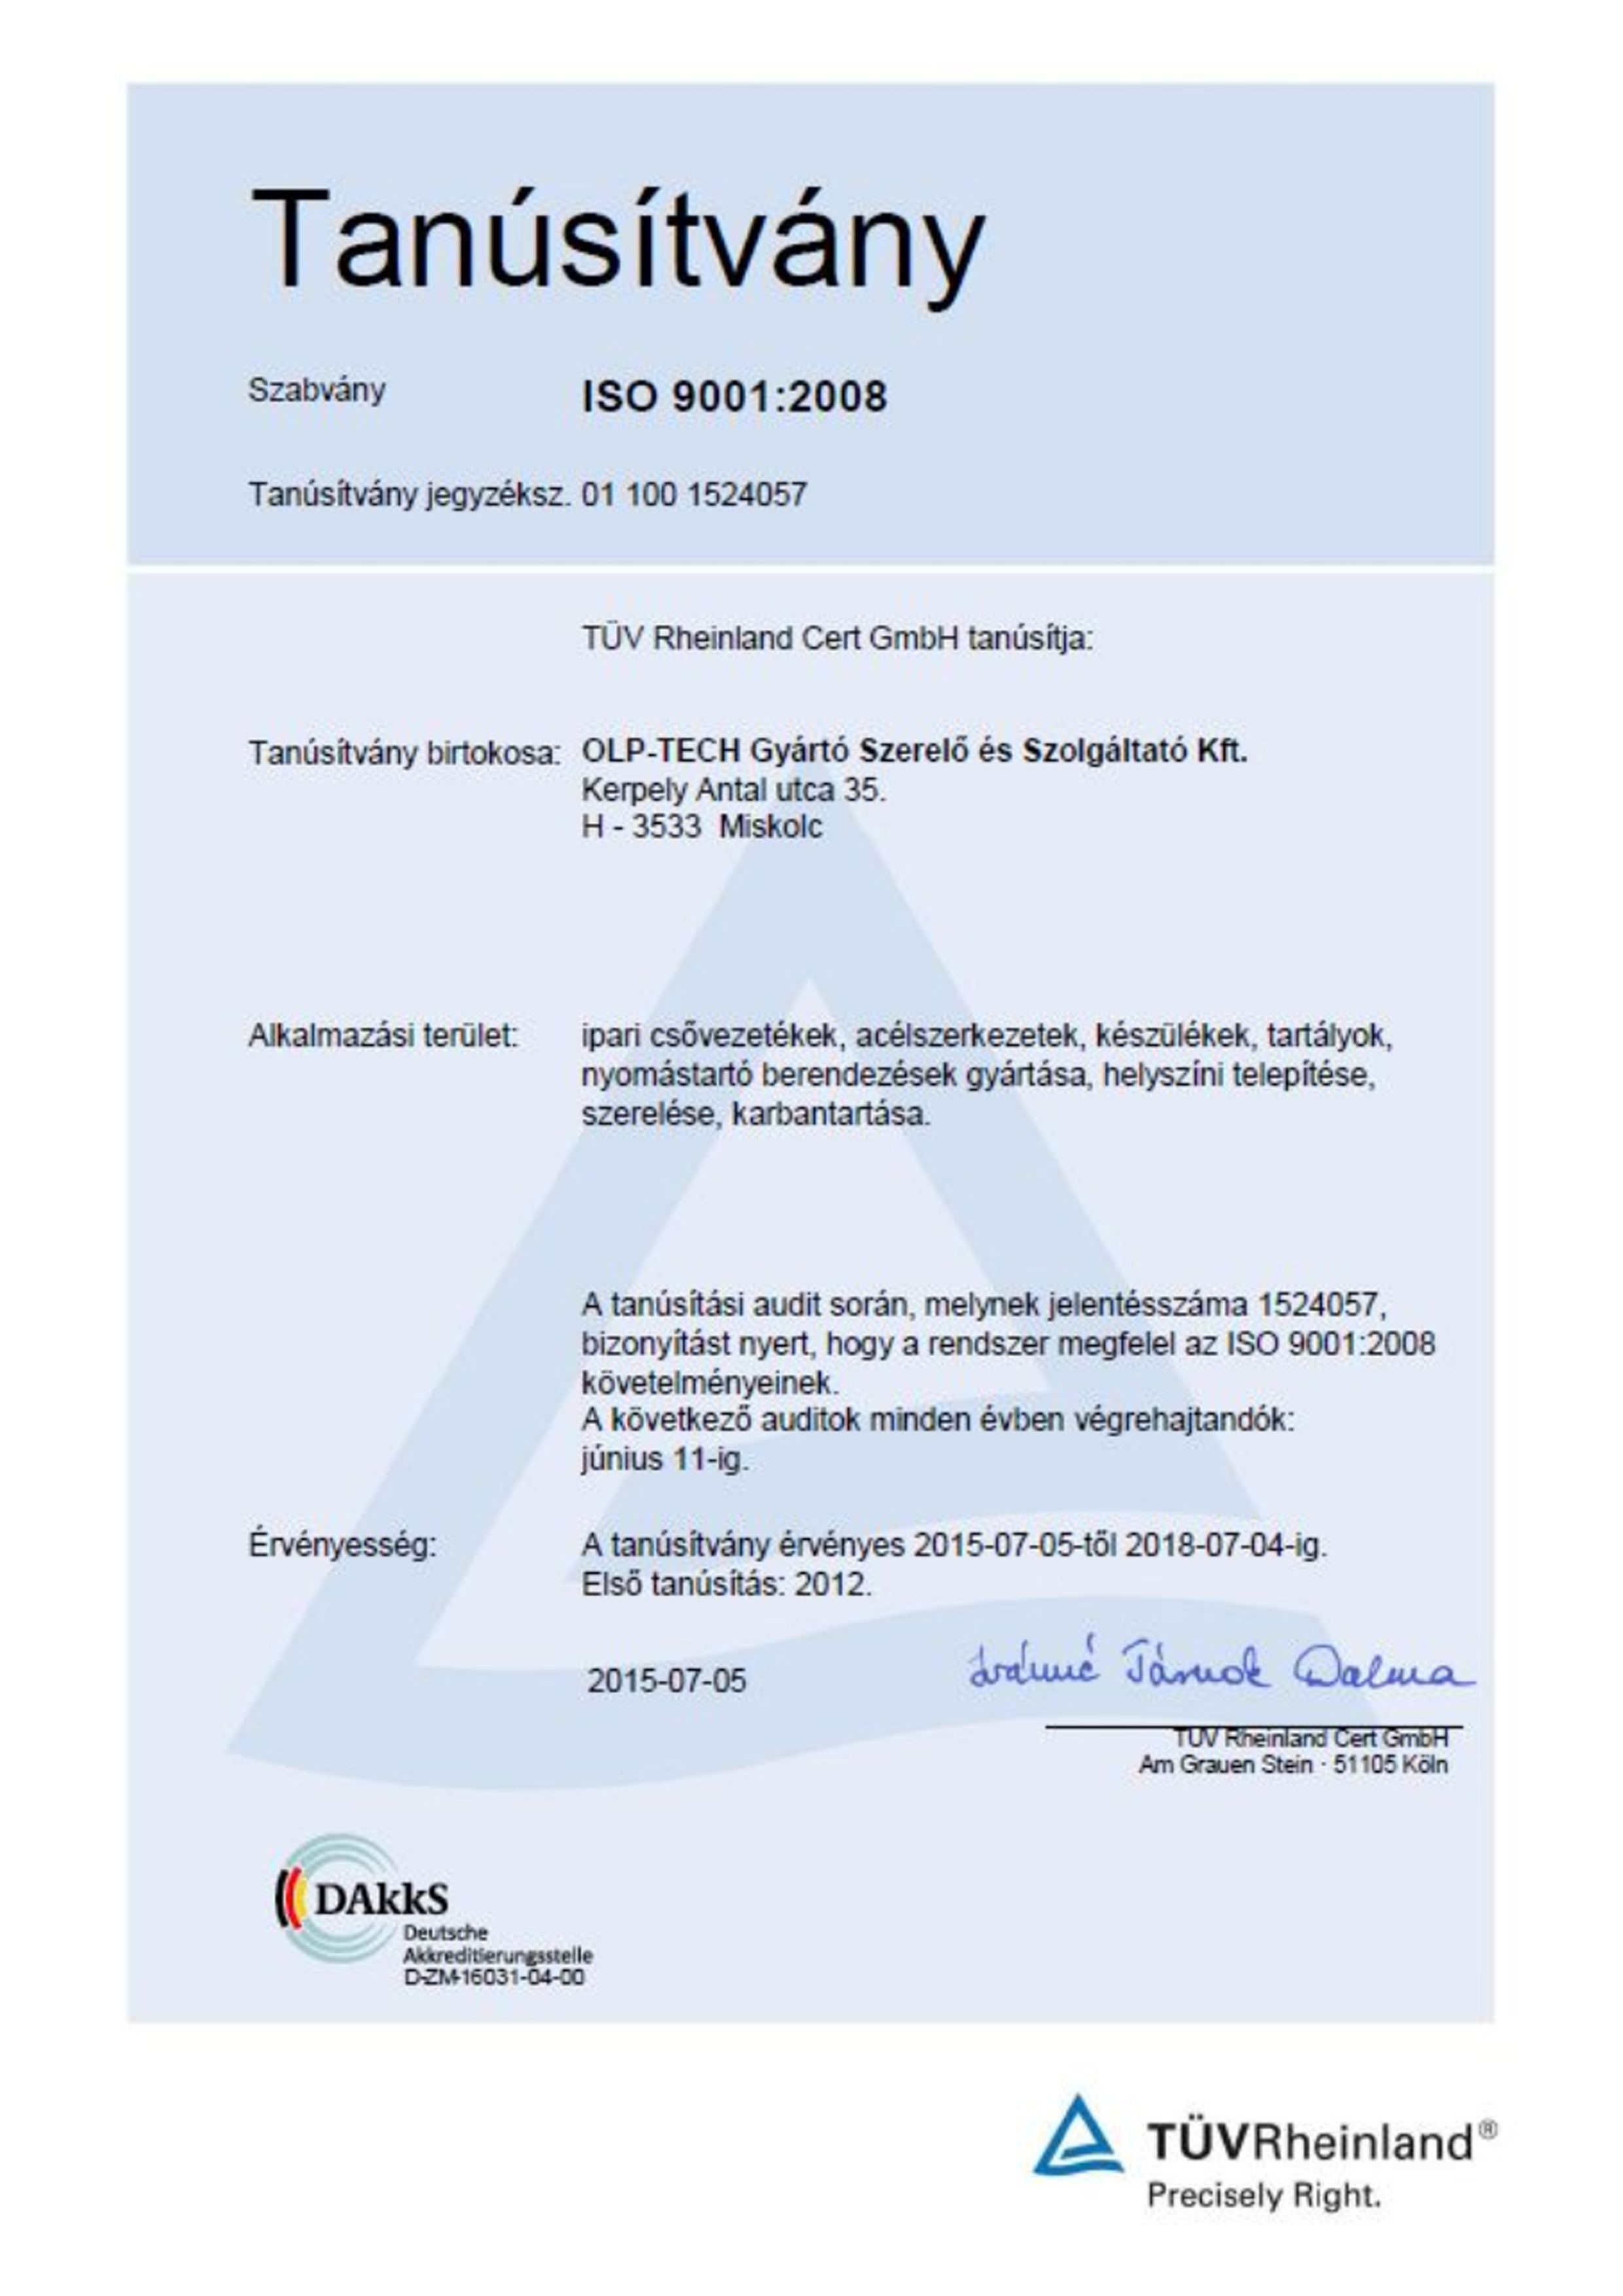 Tanúsítvány
Szabvány ISO 9001:2008
Tanúsítvány jegyzéksz. 01 100 1524057
TÜV Rheinland Cert GmbH tanúsítja:
Tanúsítvány birtokosa: OLP-TECH Gyártó Szerelő és Szolgáltató Kft.
Kerpely Antal utca 35.
H - 3533 Miskolc
Alkalmazási terület: ipari csővezetékek, acélszerkezetek, készülékek, tartályok,
nyomástartó berendezések gyártása, helyszíni telepítése,
szerelése, karbantartása.
A tanúsítási audit során, melynek jelentésszáma 1524057,
bizonyítást nyert, hogy a rendszer megfelel az ISO 9001:2008
követelményeinek.
A következő auditok minden évben végrehajtandók:
június 11-ig.
Érvényesség: A tanúsítvány érvényes 2015-07-05-től 2018-07-04-ig.
Első tanúsítás: 2012.
2015-07-05 Dalma
TÜV Rheinland Cert GmbH
Am Grauen Stein · 51105 Köln
DAkkS
Deutsche
Akkreditierungsstelle
D-ZM-16031-04-00
TÜVRheinland®
Precisely Right.